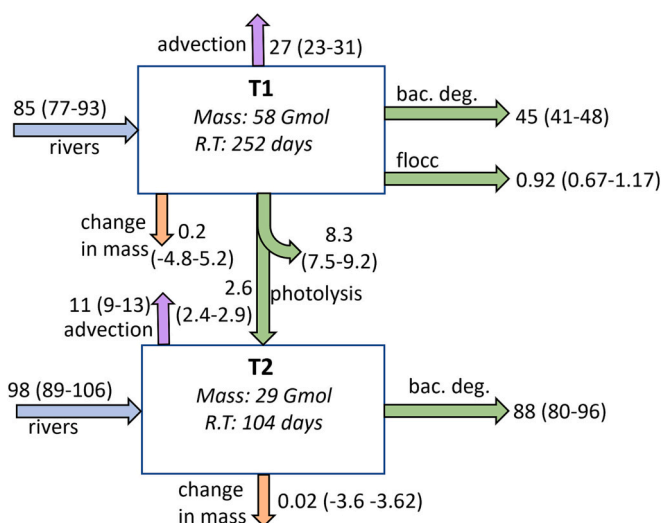 advection
27 (23-31)
T1
Mass: 58 Gmol
R.T: 252 days
85 (77-93)
rivers
bac. deg.
45 (41-48)
flocc
0.92 (0.67-1.17)
change
in mass
0.2
(-4.8-5.2)
8.3
(7.5-9.2)
2.6
(2.4-2.9)
photolysis
11 (9-13)
advection
T2
Mass: 29 Gmol
R.T: 104 days
98 (89-106)
rivers
bac. deg.
88 (80-96)
change
in mass
0.02 (-3.6 -3.62)